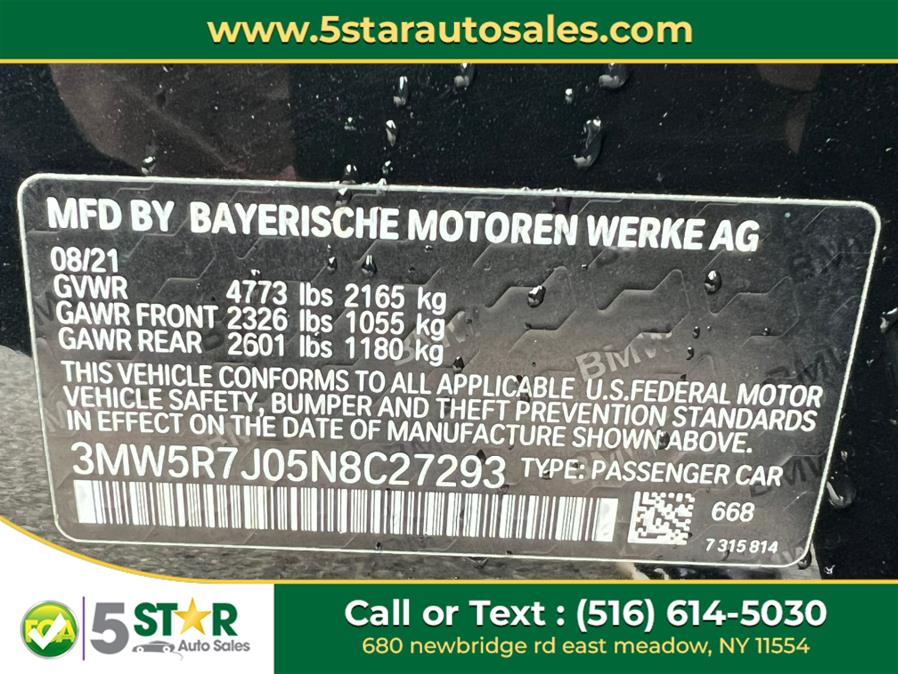 www.5starautosales.com
MFD BY BAYERISCHE MOTOREN WERKE AG
08/21
GVWR 4773 lbs 2165 kg
GAWR FRONT 2326 lbs 1055 kg
GAWR REAR 2601 lbs 1180 kg
THIS VEHICLE CONFORMS TO ALL APPLICABLE U.S.FEDERAL MOTOR
VEHICLE SAFETY, BUMPER AND THEFT PREVENTION STANDARDS
IN EFFECT ON THE DATE OF MANUFACTURE SHOWN ABOVE.
3MW5R7J05N8C27293 TYPE: PASSENGER CAR
668
7 315 814
BMW
5 STAR
Auto Sales
Call or Text : (516) 614-5030
680 newbridge rd east meadow, NY 11554